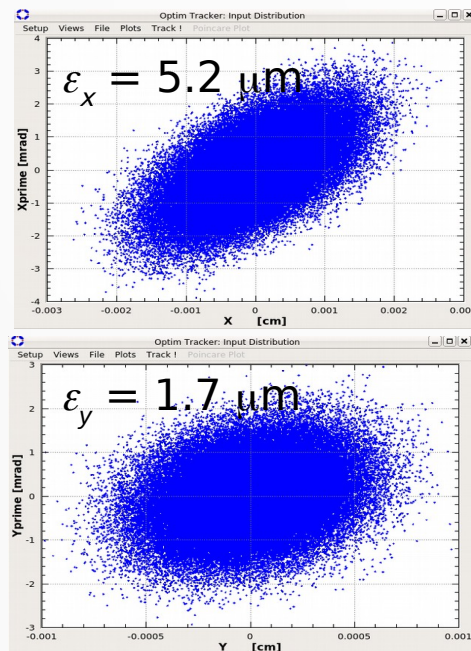 Optim Tracker: Input Distribution
Setup Views File Plots Track ! Poincare Plot
εx = 5.2 μm
4
3
2
1
0
-1
-2
-3
-4
Xprime [mrad]
-0.003 -0.002 -0.001 0 0.001 0.002 0.00
X [cm]
Optim Tracker: Input Distribution
Setup Views File Plots Track ! Poincare Plot
εy = 1.7 μm
3
2
1
0
-1
-2
-3
Yprime [mrad]
-0.001 -0.0005 0 0.0005 0.001
Y [cm]